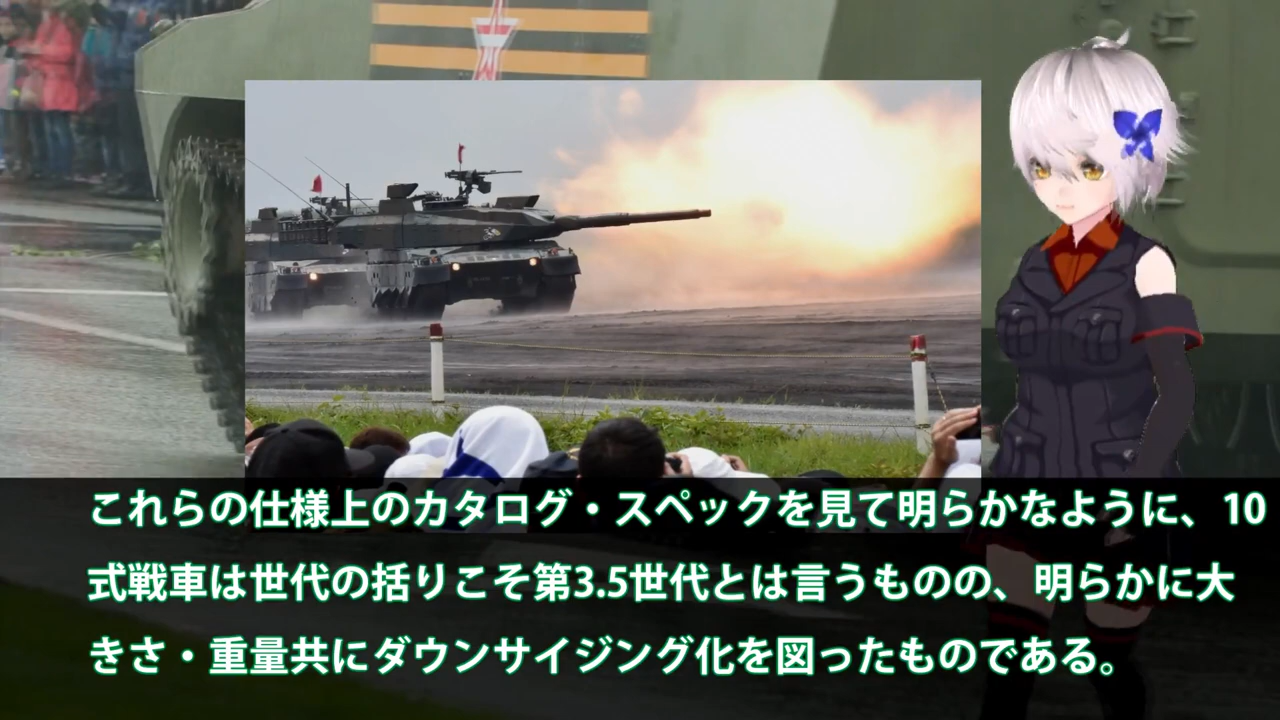 これらの仕様上のカタログ・スペックを見て明らかなように、10
式戦車は世代の括りこそ第3.5世代とは言うものの、明らかに大
きさ・重量共にダウンサイジング化を図ったものである。